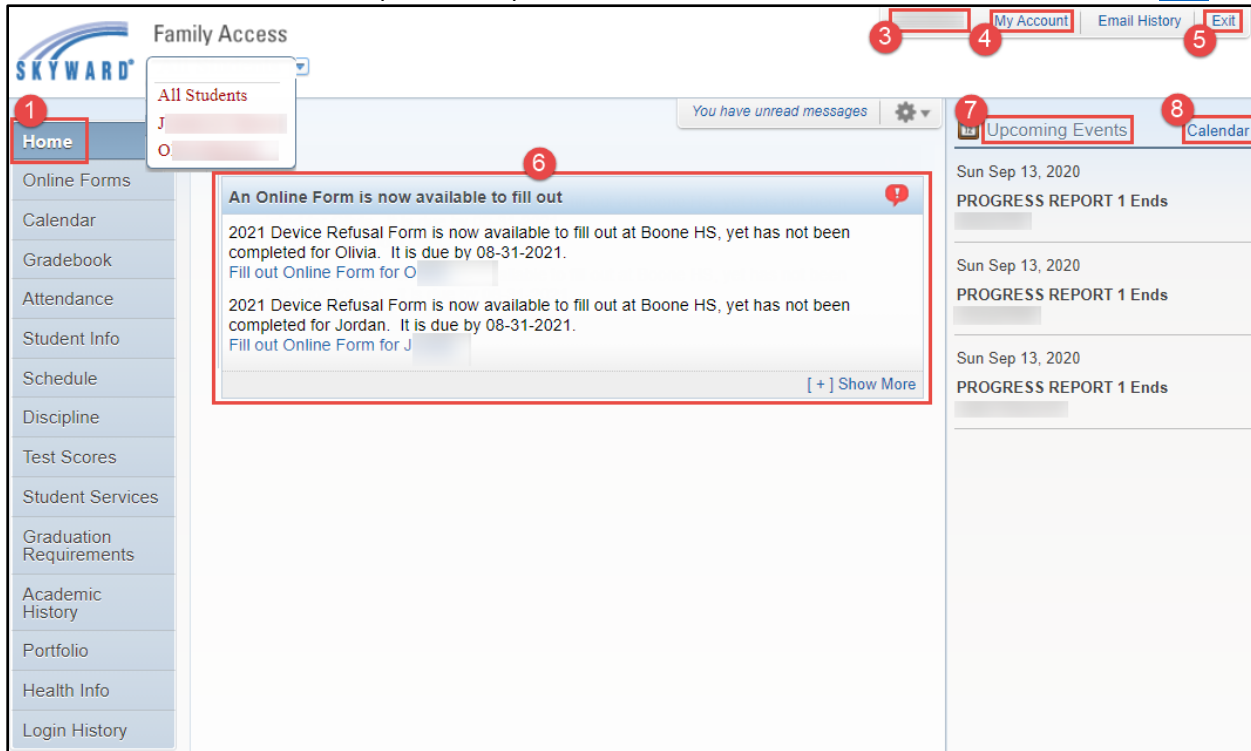 Family Access
SKYWARD®
3
My Account
Email History
Exit
4
5
All Students
J
O
1
Home
Online Forms
Calendar
Gradebook
Attendance
Student Info
Schedule
Discipline
Test Scores
Student Services
Graduation
Requirements
Academic
History
Portfolio
Health Info
Login History
You have unread messages
6
An Online Form is now available to fill out
2021 Device Refusal Form is now available to fill out at Boone HS, yet has not been
completed for Olivia. It is due by 08-31-2021.
Fill out Online Form for O
2021 Device Refusal Form is now available to fill out at Boone HS, yet has not been
completed for Jordan. It is due by 08-31-2021.
Fill out Online Form for J
[ + ] Show More
7
8
Upcoming Events
Calendar
Sun Sep 13, 2020
PROGRESS REPORT 1 Ends
Sun Sep 13, 2020
PROGRESS REPORT 1 Ends
Sun Sep 13, 2020
PROGRESS REPORT 1 Ends